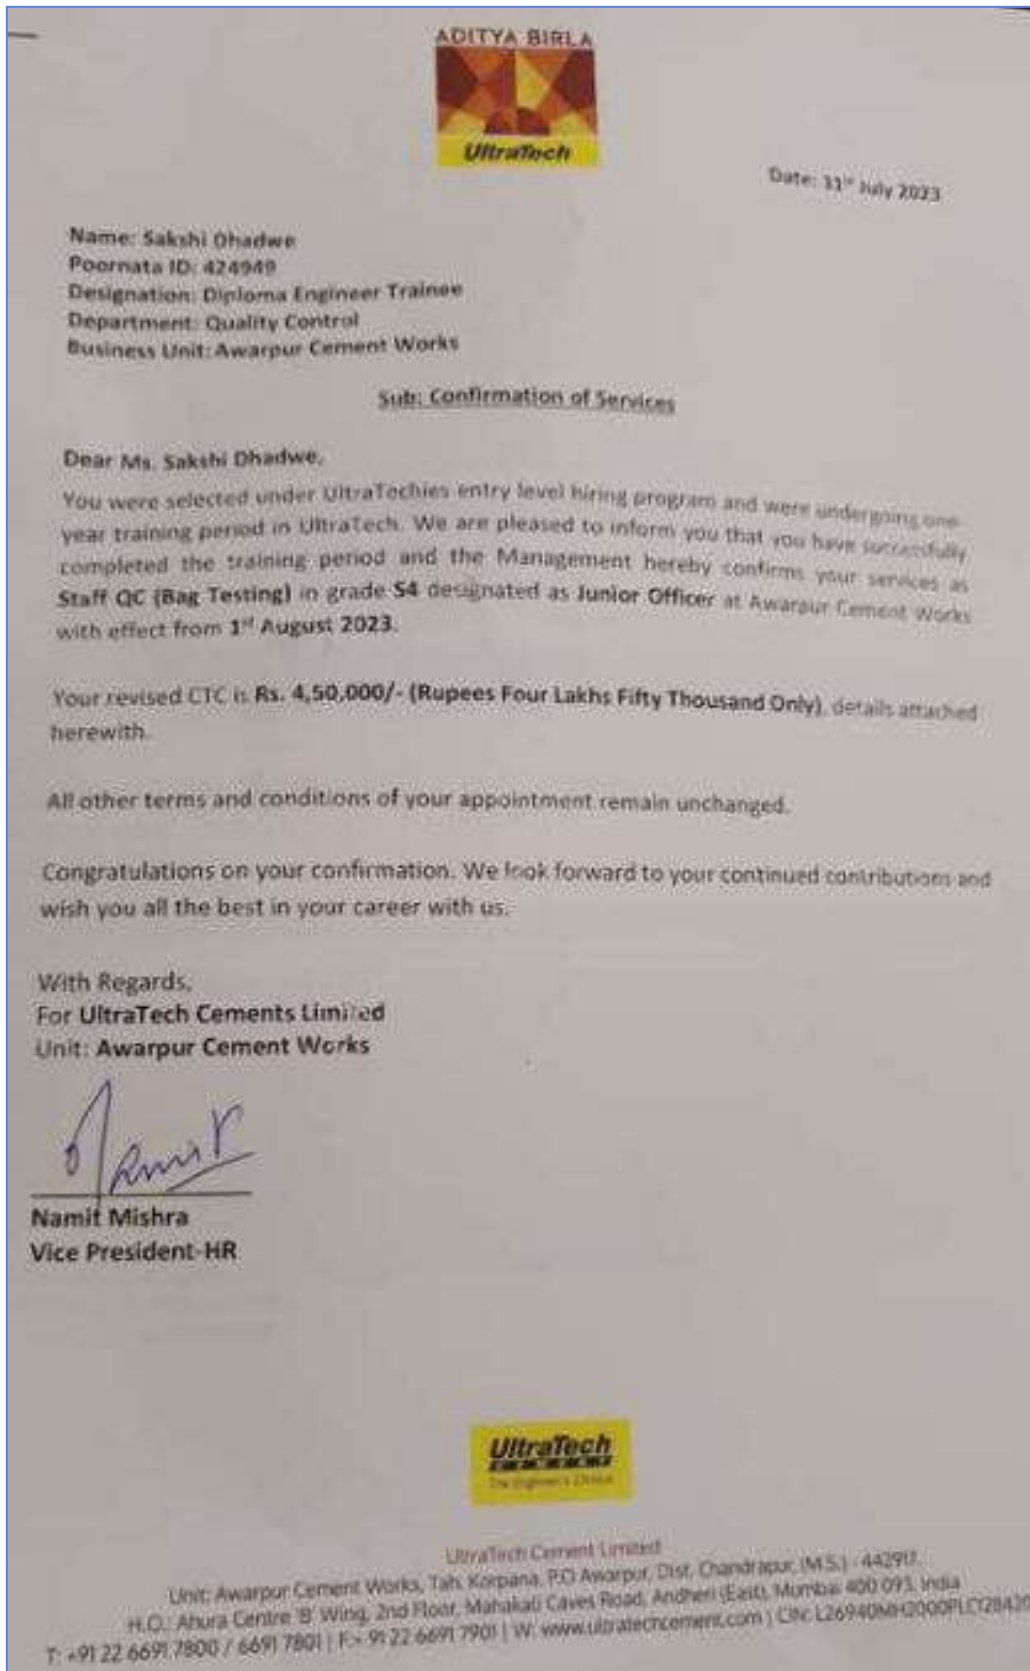 ADITYA BIRLA
UltraTech
Date: 31st July 2023
Name: Sakshi Dhadwe
Poornata ID: 424949
Designation: Diploma Engineer Trainee
Department: Quality Control
Business Unit: Awarpur Cement Works
Sub: Confirmation of Services
Dear Ms. Sakshi Dhadwe,
You were selected under UltraTechies entry level hiring program and were undergoing one
year training period in UltraTech. We are pleased to inform you that you have successfully
completed the training period and the Management hereby confirms your services as
Staff QC (Bag Testing) in grade S4 designated as Junior Officer at Awarpur Cement Works
with effect from 1st August 2023.
Your revised CTC is Rs. 4,50,000/- (Rupees Four Lakhs Fifty Thousand Only), details attached
herewith.
All other terms and conditions of your appointment remain unchanged.
Congratulations on your confirmation. We look forward to your continued contributions and
wish you all the best in your career with us.
With Regards,
For UltraTech Cements Limited
Unit: Awarpur Cement Works
Namit Mishra
Vice President-HR
UltraTech
CEMENT
The Engineer's Choice
UltraTech Cement Limited
Unit: Awarpur Cement Works, Tah. Korpana, P.O Awarpur, Dist. Chandrapur, (M.S.) - 442917.
H.O.: Ahura Centre 'B' Wing, 2nd Floor, Mahakali Caves Road, Andheri (East), Mumbai 400 093, India
T: +91 22 6691 7800 / 6691 7801 | F:+ 91 22 6691 7901 | W: www.ultratechcement.com | CIN: L26940MH2000PLC128420